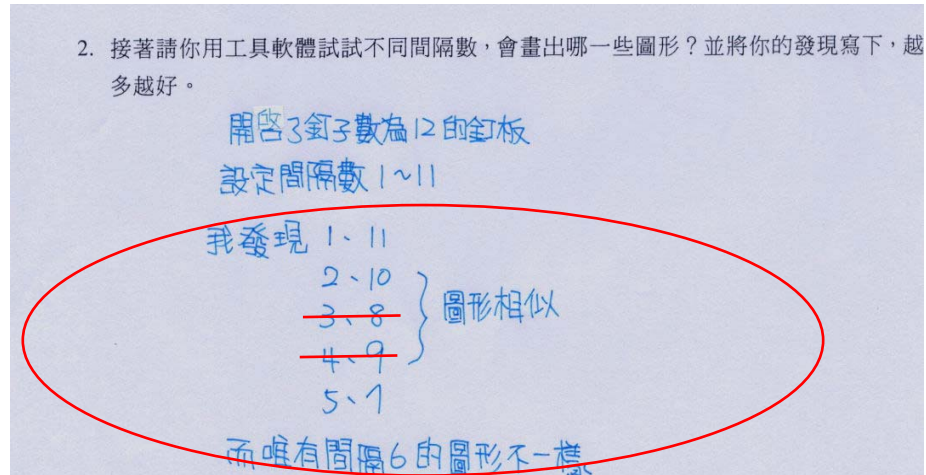 2. 接著請你用工具軟體試試不同間隔數，會畫出哪一些圖形？並將你的發現寫下，越
多越好。
開啓了釘子數為12的釘板
設定間隔數1~11
我發現 1、11
2、10
3、8
圖形相似
4、9
5、7
而唯有間隔6的圖形不一樣